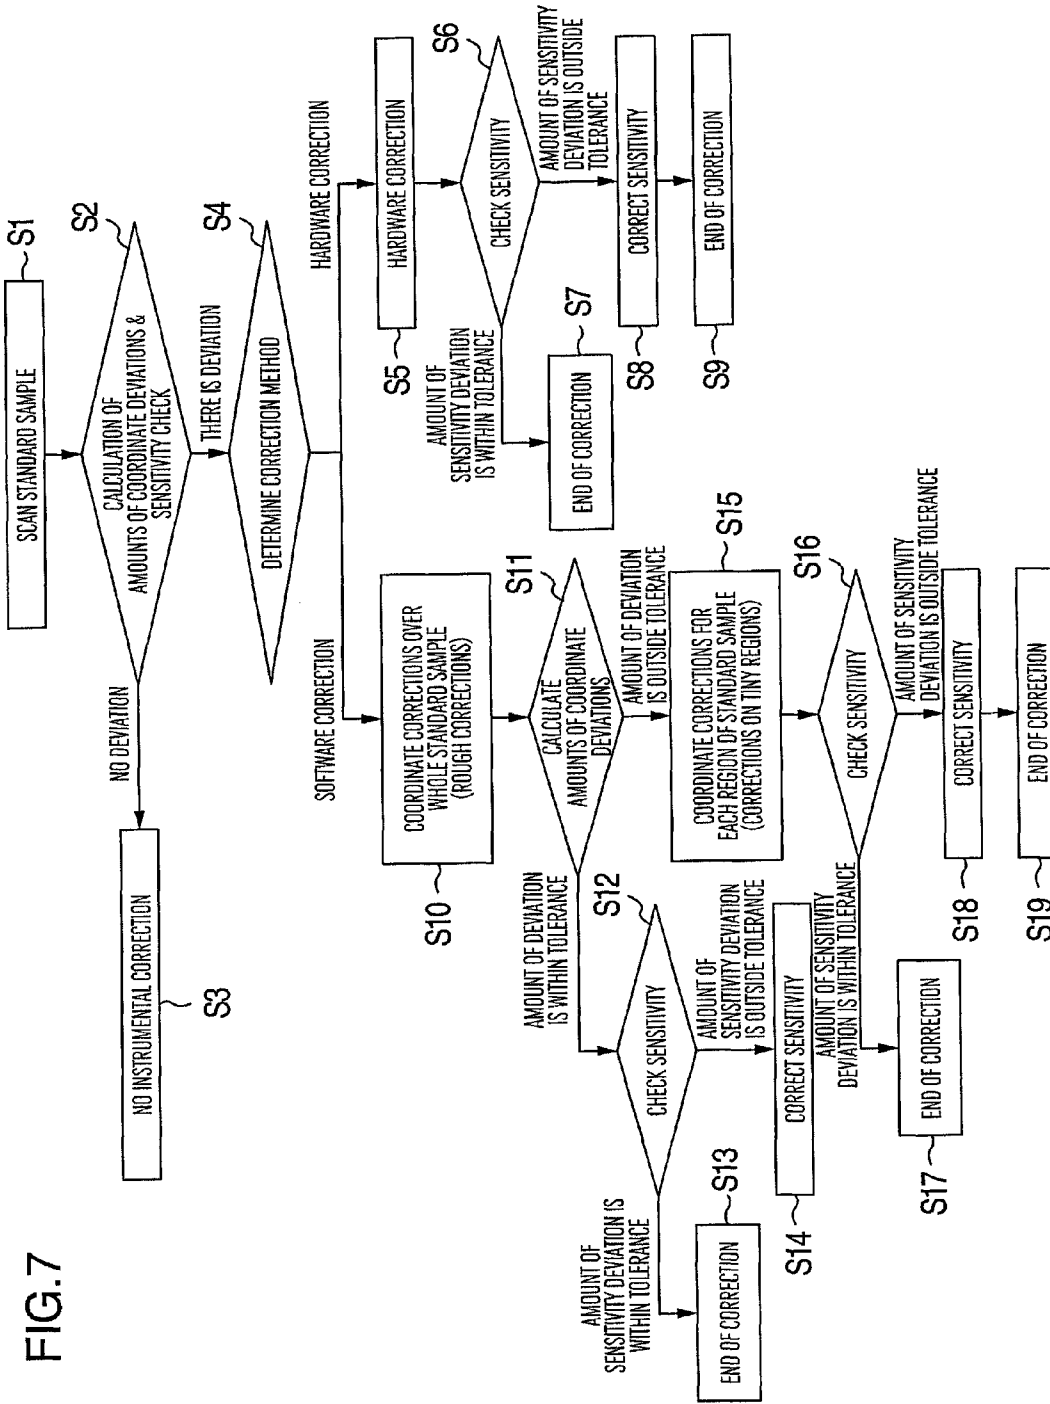 FIG.7
SCAN STANDARD SAMPLE
S1
CALCULATION OF
AMOUNTS OF COORDINATE DEVIATIONS &
SENSITIVITY CHECK
S2
NO DEVIATION
NO INSTRUMENTAL CORRECTION
S3
THERE IS DEVIATION
DETERMINE CORRECTION METHOD
S4
SOFTWARE CORRECTION
HARDWARE CORRECTION
HARDWARE CORRECTION
S5
CHECK SENSITIVITY
S6
AMOUNT OF
SENSITIVITY DEVIATION
IS WITHIN TOLERANCE
END OF CORRECTION
S7
AMOUNT OF SENSITIVITY
DEVIATION IS OUTSIDE
TOLERANCE
CORRECT SENSITIVITY
S8
END OF CORRECTION
S9
COORDINATE CORRECTIONS OVER
WHOLE STANDARD SAMPLE
(ROUGH CORRECTIONS)
S10
CALCULATE
AMOUNTS OF COORDINATE
DEVIATIONS
S11
AMOUNT OF DEVIATION
IS WITHIN TOLERANCE
CHECK SENSITIVITY
S12
AMOUNT OF
SENSITIVITY DEVIATION IS
WITHIN TOLERANCE
END OF CORRECTION
S13
AMOUNT OF
SENSITIVITY DEVIATION
IS OUTSIDE TOLERANCE
CORRECT SENSITIVITY
S14
AMOUNT OF DEVIATION
IS OUTSIDE TOLERANCE
COORDINATE CORRECTIONS FOR
EACH REGION OF STANDARD SAMPLE
(CORRECTIONS ON TINY REGIONS)
S15
CHECK SENSITIVITY
S16
AMOUNT OF SENSITIVITY
DEVIATION IS WITHIN TOLERANCE
END OF CORRECTION
S17
AMOUNT OF SENSITIVITY
DEVIATION IS OUTSIDE TOLERANCE
CORRECT SENSITIVITY
S18
END OF CORRECTION
S19